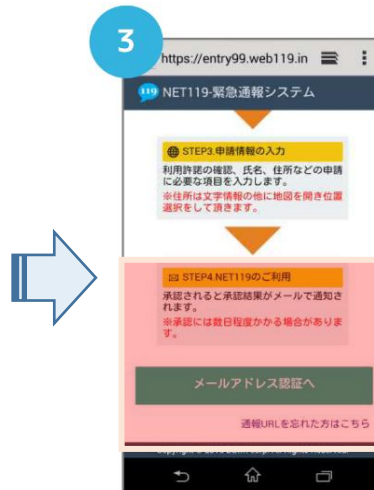 3
https://entry99.web119.in
119 NET119-緊急通報システム
STEP3.申請情報の入力
利用許諾の確認、氏名、住所などの申請
に必要な項目を入力します。
※住所は文字情報の他に地図を開き位置
選択をして頂きます。
STEP4.NET119のご利用
承認されると承認結果がメールで通知さ
れます。
※承認には数日程度かかる場合がありま
す。
メールアドレス認証へ
通報URLを忘れた方はこちら